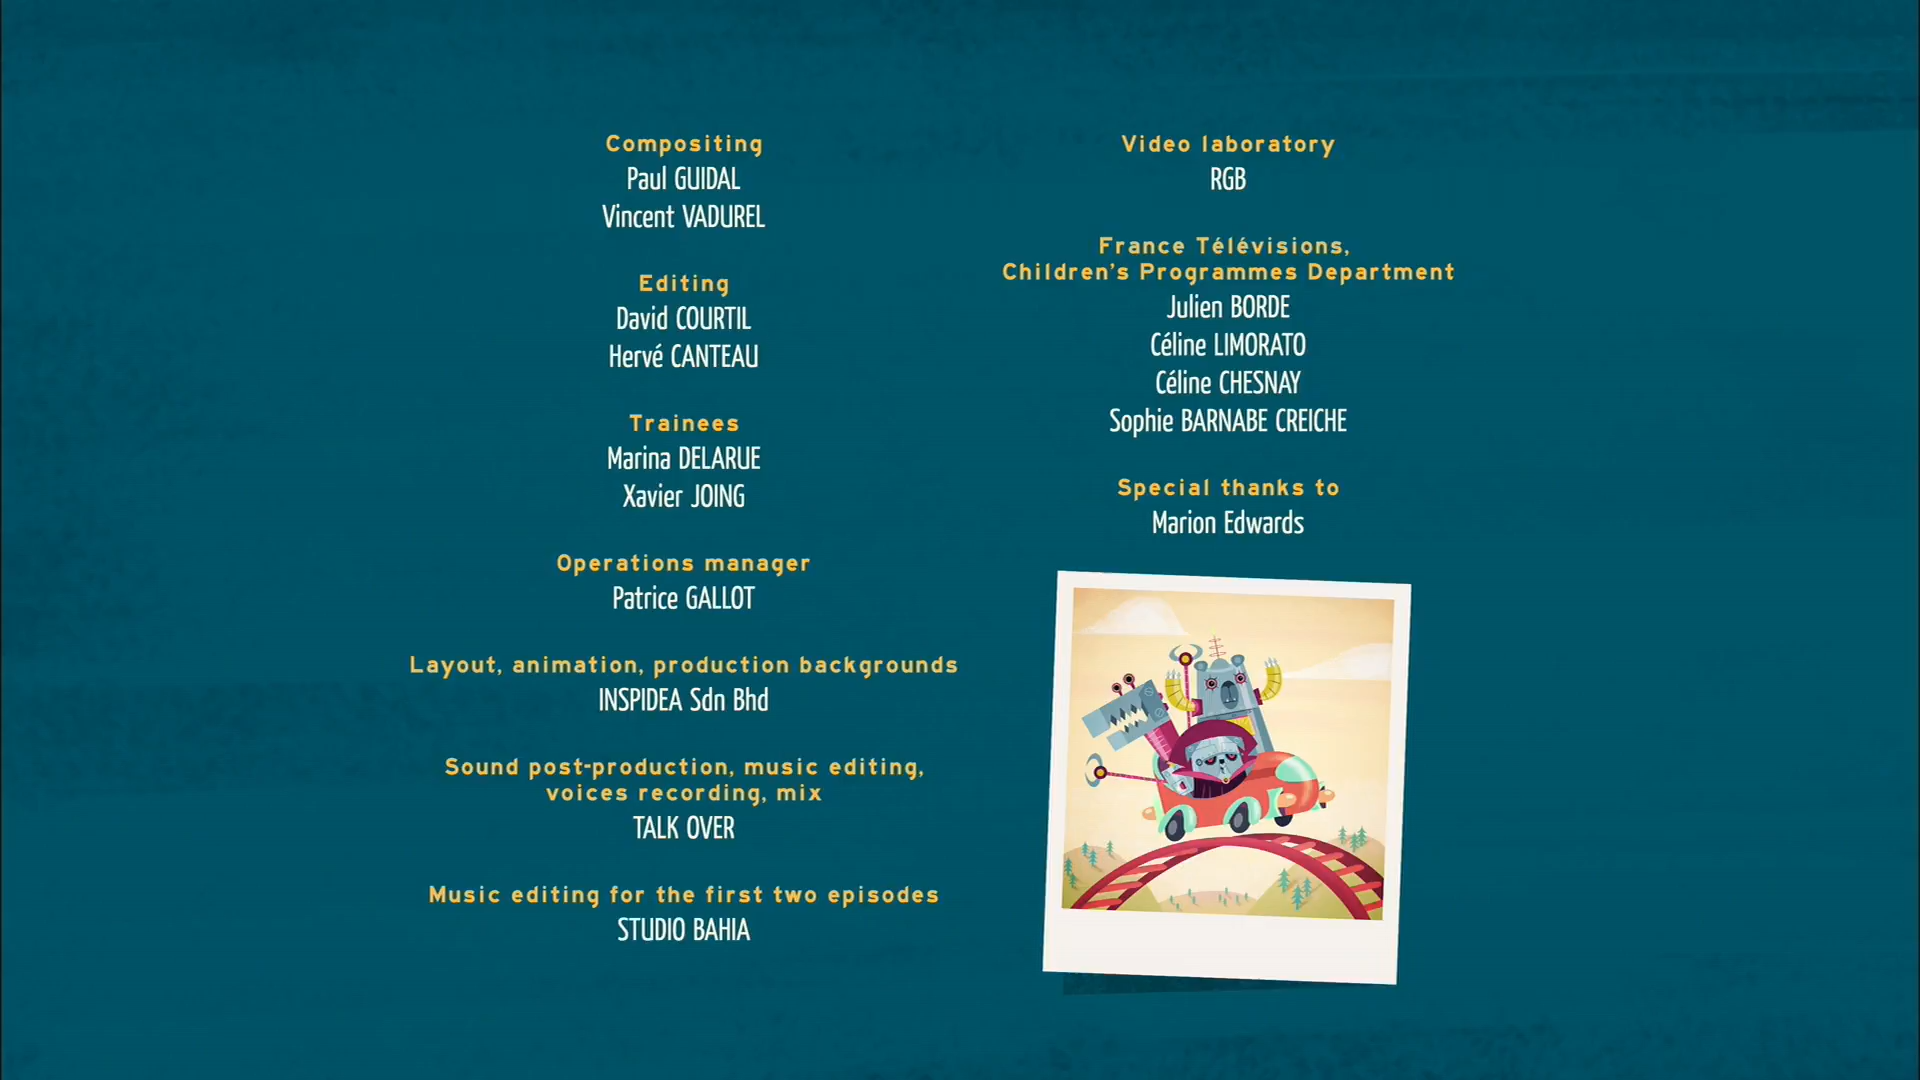 Compositing
Paul GUIDAL
Vincent VADUREL
Editing
David COURTIL
Hervé CANTEAU
Trainees
Marina DELARUE
Xavier JOING
Operations manager
Patrice GALLOT
Layout, animation, production backgrounds
INSPIDEA Sdn Bhd
Sound post-production, music editing,
voices recording, mix
TALK OVER
Music editing for the first two episodes
STUDIO BAHIA
Video laboratory
RGB
France Télévisions,
Children's Programmes Department
Julien BORDE
Céline LIMORATO
Céline CHESNAY
Sophie BARNABE CREICHE
Special thanks to
Marion Edwards